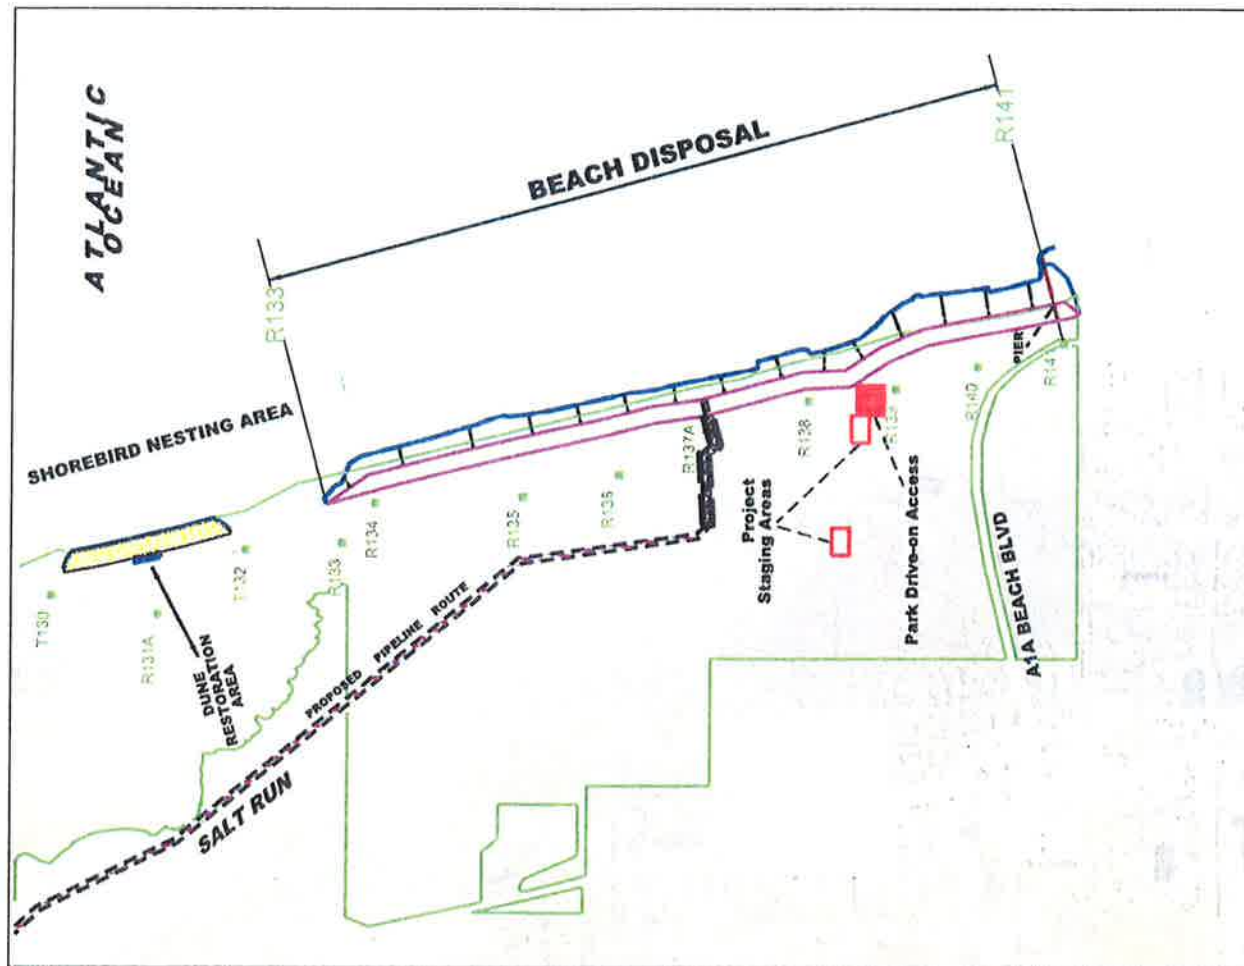 ATLANTIC
OCEAN
R133
BEACH DISPOSAL
R141
SHOREBIRD NESTING AREA
T130
R131A
T132
R133
R134
R135
R136
R137A
R138
R140
R141
PIER
DUNE
RESTORATION
AREA
SALT RUN
PROPOSED PIPELINE ROUTE
Project
Staging Areas
Park Drive-on Access
A1A BEACH BLVD